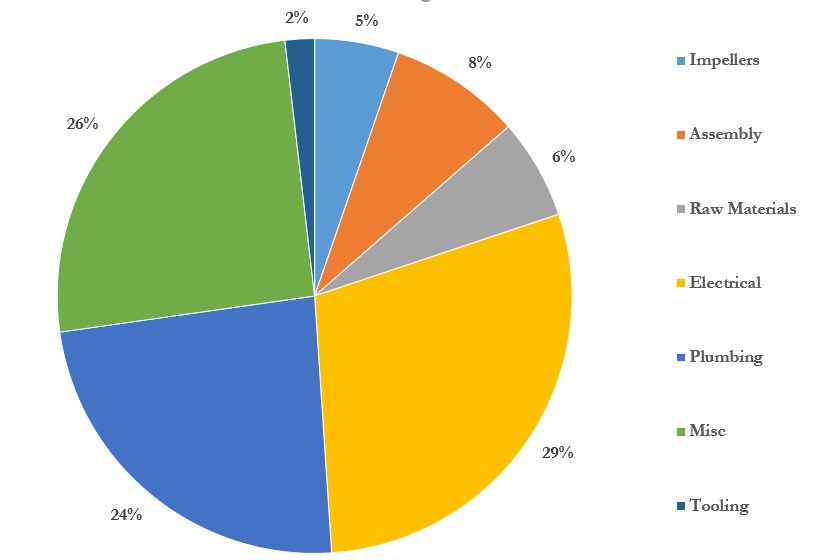 2%
5%
8%
6%
29%
24%
26%
Impellers
Assembly
Raw Materials
Electrical
Plumbing
Misc
Tooling